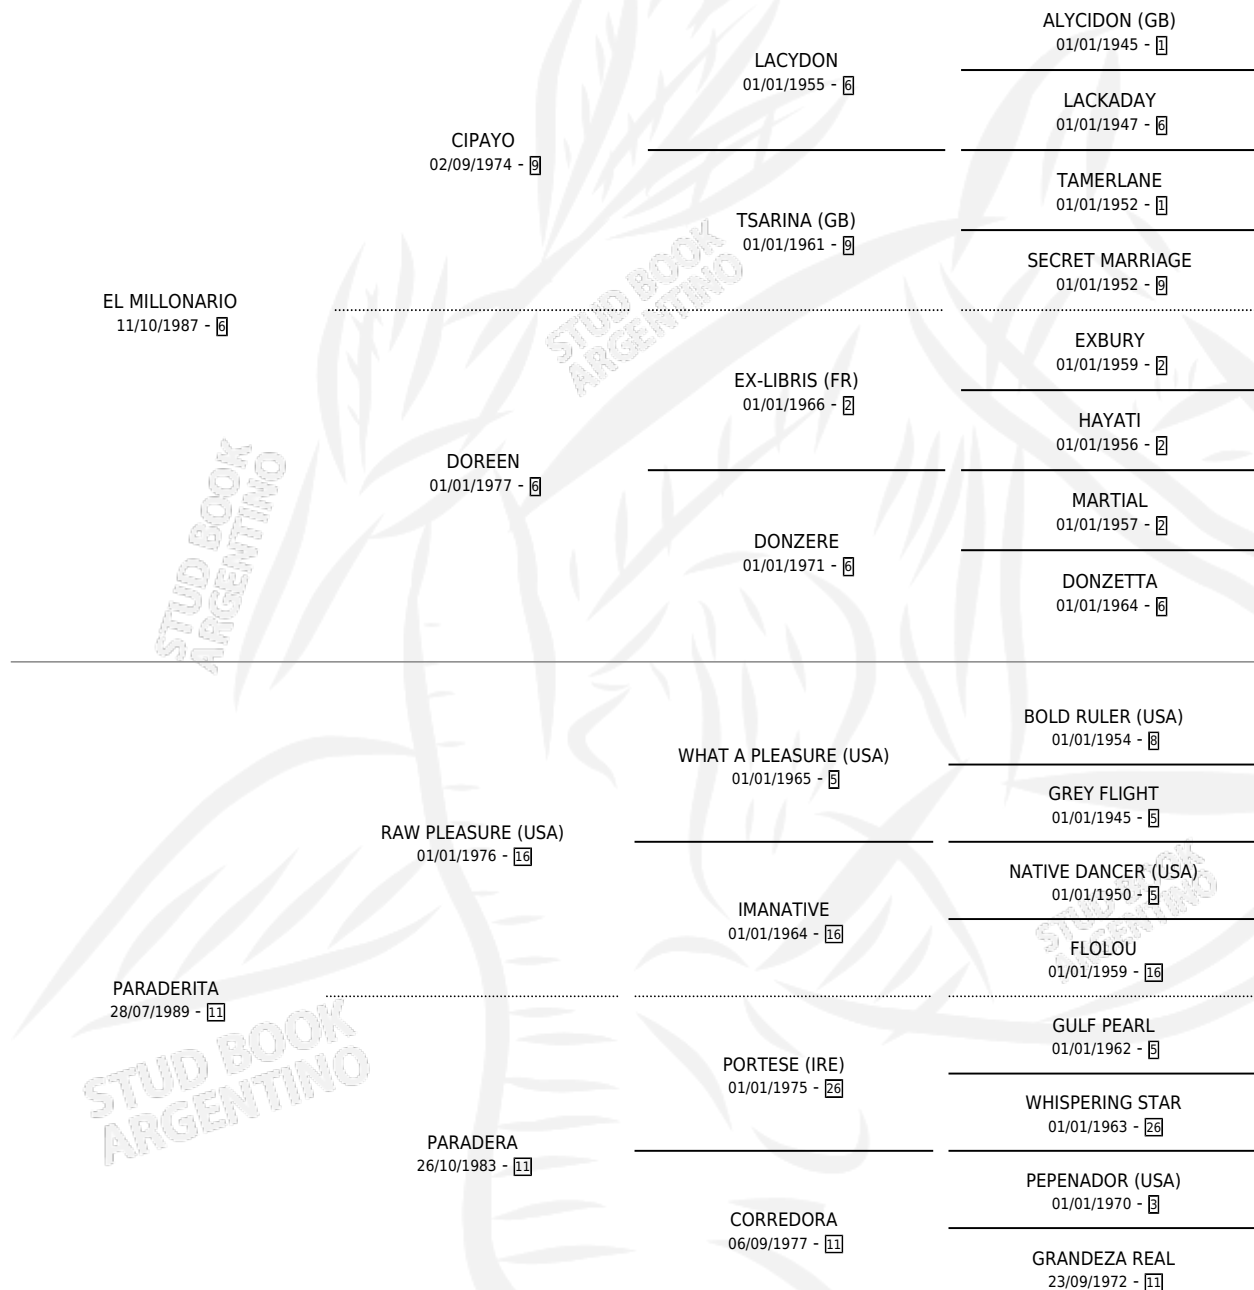 ALYCIDON (GB)
01/01/1945 - 1
LACYDON
01/01/1955 - 6
LACKADAY
01/01/1947 - 6
CIPAYO
02/09/1974 - 9
TAMERLANE
01/01/1952 - 1
TSARINA (GB)
01/01/1961 - 9
SECRET MARRIAGE
01/01/1952 - 9
EL MILLONARIO
11/10/1987 - 6
EXBURY
01/01/1959 - 2
EX-LIBRIS (FR)
01/01/1966 - 2
HAYATI
01/01/1956 - 2
DOREEN
01/01/1977 - 6
MARTIAL
01/01/1957 - 2
DONZERE
01/01/1971 - 6
DONZETTA
01/01/1964 - 6
BOLD RULER (USA)
01/01/1954 - 8
WHAT A PLEASURE (USA)
01/01/1965 - 5
GREY FLIGHT
01/01/1945 - 5
RAW PLEASURE (USA)
01/01/1976 - 16
NATIVE DANCER (USA)
01/01/1950 - 5
IMANATIVE
01/01/1964 - 16
FLOLOU
01/01/1959 - 16
PARADERITA
28/07/1989 - 11
GULF PEARL
01/01/1962 - 5
PORTESE (IRE)
01/01/1975 - 26
WHISPERING STAR
01/01/1963 - 26
PARADERA
26/10/1983 - 11
PEPENADOR (USA)
01/01/1970 - 3
CORREDORA
06/09/1977 - 11
GRANDEZA REAL
23/09/1972 - 11
STUD BOOK
ARGENTINO
STUD BOOK
ARGENTINO
STUD BOOK
ARGENTINO
STUD BOOK
ARGENTINO